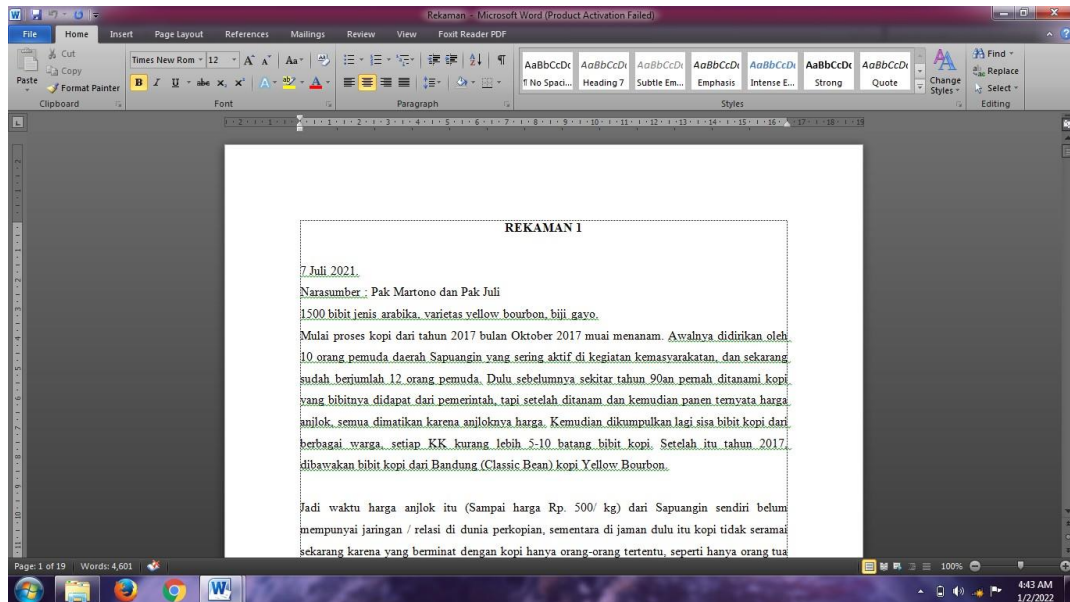 Rekaman - Microsoft Word (Product Activation Failed)
File Home Insert Page Layout References Mailings Review View Foxit Reader PDF
Paste
Cut
Copy
Format Painter
Clipboard
Times New Rom 12
Font
Paragraph
AaBbCcDc AaBbCcDc AaBbCcDc AaBbCcDc AaBbCcDc AaBbCcDc AaBbCcDc
¶ No Spaci... Heading 7 Subtle Em... Emphasis Intense E... Strong Quote
Change
Styles
Styles
Find
Replace
Select
Editing
REKAMAN 1
7 Juli 2021.
Narasumber : Pak Martono dan Pak Juli
1500 bibit jenis arabika, varietas yellow bourbon, biji gayo.
Mulai proses kopi dari tahun 2017 bulan Oktober 2017 muai menanam. Awalnya didirikan oleh
10 orang pemuda daerah Sapuangin yang sering aktif di kegiatan kemasyarakatan, dan sekarang
sudah berjumlah 12 orang pemuda. Dulu sebelumnya sekitar tahun 90an pernah ditanami kopi
yang bibitnya didapat dari pemerintah, tapi setelah ditanam dan kemudian panen ternyata harga
anjlok, semua dimatikan karena anjloknya harga. Kemudian dikumpulkan lagi sisa bibit kopi dari
berbagai warga, setiap KK kurang lebih 5-10 batang bibit kopi. Setelah itu tahun 2017,
dibawakan bibit kopi dari Bandung (Classic Bean) kopi Yellow Bourbon.
Jadi waktu harga anjlok itu (Sampai harga Rp. 500/ kg) dari Sapuangin sendiri belum
mempunyai jaringan / relasi di dunia perkopian, sementara di jaman dulu itu kopi tidak seramai
sekarang karena yang berminat dengan kopi hanya orang-orang tertentu, seperti hanya orang tua
Page: 1 of 19 Words: 4,601
100%
4:43 AM
1/2/2022